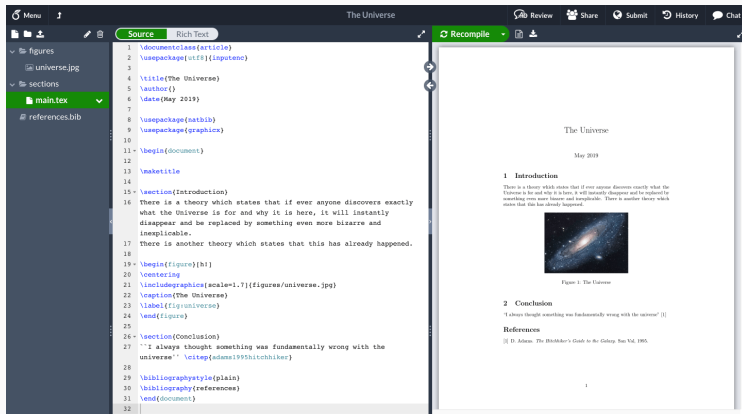 Menu
The Universe
Review
Share
Submit
History
Chat
Source
Rich Text
Recompile
figures
universe.jpg
sections
main.tex
references.bib
1 \documentclass{article}
2 \usepackage[utf8]{inputenc}
3
4 \title{The Universe}
5 \author{}
6 \date{May 2019}
7
8 \usepackage{natbib}
9 \usepackage{graphicx}
10
11 \begin{document}
12
13 \maketitle
14
15 \section{Introduction}
16 There is a theory which states that if ever anyone discovers exactly
what the Universe is for and why it is here, it will instantly
disappear and be replaced by something even more bizarre and
inexplicable.
17 There is another theory which states that this has already happened.
18
19 \begin{figure}[h!]
20 \centering
21 \includegraphics[scale=1.7]{figures/universe.jpg}
22 \caption{The Universe}
23 \label{fig:universe}
24 \end{figure}
25
26 \section{Conclusion}
27 ``I always thought something was fundamentally wrong with the
universe'' \citep{adams1995hitchhiker}
28
29 \bibliographystyle{plain}
30 \bibliography{references}
31 \end{document}
32
The Universe
May 2019
1 Introduction
There is a theory which states that if ever anyone discovers exactly what the
Universe is for and why it is here, it will instantly disappear and be replaced by
something even more bizarre and inexplicable. There is another theory which
states that this has already happened.
Figure 1: The Universe
2 Conclusion
"I always thought something was fundamentally wrong with the universe" [1]
References
[1] D. Adams. The Hitchhiker's Guide to the Galaxy. San Val, 1995.
1